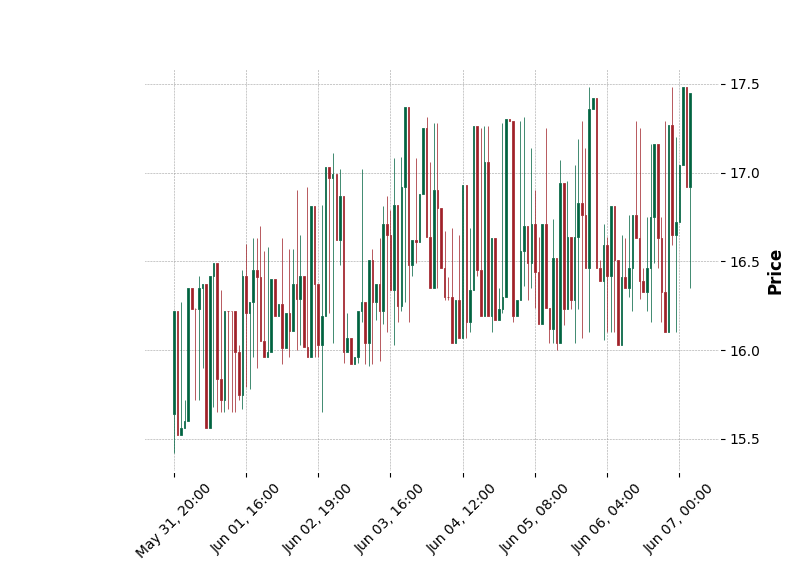 17.5
17.0
16.5
16.0
15.5
Price
May 31, 20:00
Jun 01, 16:00
Jun 02, 19:00
Jun 03, 16:00
Jun 04, 12:00
Jun 05, 08:00
Jun 06, 04:00
Jun 07, 00:00